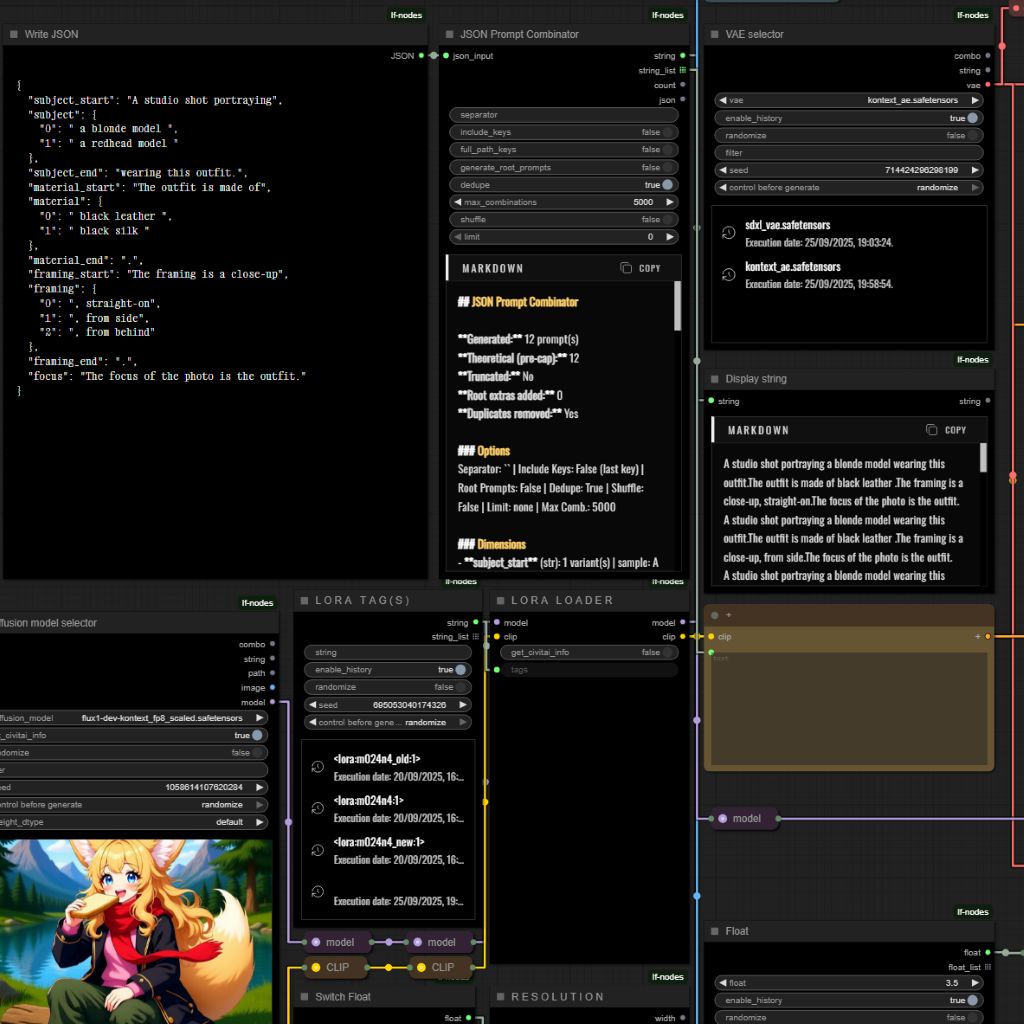 lf-nodes
Write JSON
JSON
{
"subject_start": "A studio shot portraying",
"subject": {
"0": " a blonde model ",
"1": " a redhead model "
},
"subject_end": "wearing this outfit.",
"material_start": "The outfit is made of",
"material": {
"0": " black leather ",
"1": " black silk "
},
"material_end": ".",
"framing_start": "The framing is a close-up",
"framing": {
"0": ", straight-on",
"1": ", from side",
"2": ", from behind"
},
"framing_end": ".",
"focus": "The focus of the photo is the outfit."
}
lf-nodes
JSON Prompt Combinator
json_input
string
string_list
count
json
separator
include_keys false
full_path_keys false
generate_root_prompts false
dedupe true
max_combinations 5000
shuffle false
limit 0
MARKDOWN COPY
## JSON Prompt Combinator
**Generated:** 12 prompt(s)
**Theoretical (pre-cap):** 12
**Truncated:** No
**Root extras added:** 0
**Duplicates removed:** Yes
### Options
Separator: `` | Include Keys: False (last key) |
Root Prompts: False | Dedupe: True | Shuffle:
False | Limit: none | Max Comb.: 5000
### Dimensions
- **subject_start** (str): 1 variant(s) | sample: A
lf-nodes
VAE selector
combo
string
vae
vae kontext_ae.safetensors
enable_history true
randomize false
filter
seed 714424296298199
control before generate randomize
sdxl_vae.safetensors
Execution date: 25/09/2025, 19:03:24.
kontext_ae.safetensors
Execution date: 25/09/2025, 19:58:54.
lf-nodes
Display string
string string
MARKDOWN COPY
A studio shot portraying a blonde model wearing this
outfit.The outfit is made of black leather .The framing is a
close-up, straight-on.The focus of the photo is the outfit.
A studio shot portraying a blonde model wearing this
outfit.The outfit is made of black leather .The framing is a
close-up, from side.The focus of the photo is the outfit.
A studio shot portraying a blonde model wearing this
lf-nodes
ffusion model selector
combo
string
path
image
model
ffusion_model flux1-dev-kontext_fp8_scaled.safetensors
t_civitai_info true
ndomize false
er
eed 1058614107620284
ontrol before generate randomize
eight_dtype default
lf-nodes
LORA TAG(S)
string
string_list
string
enable_history true
randomize false
seed 695053040174326
control before gene ... randomize
<lora:m024n4_old:1>
Execution date: 20/09/2025, 16:...
<lora:m024n4:1>
Execution date: 20/09/2025, 16:...
<lora:m024n4_new:1>
Execution date: 20/09/2025, 16:...
Execution date: 25/09/2025, 19:...
model model
CLIP CLIP
Switch Float
float
lf-nodes
LORA LOADER
model model
clip clip
get_civitai_info false
tags
lf-nodes
RESOLUTION
width
+
clip +
text
model
lf-nodes
Float
float
float_list
float 3.5
enable_history true
randomize false